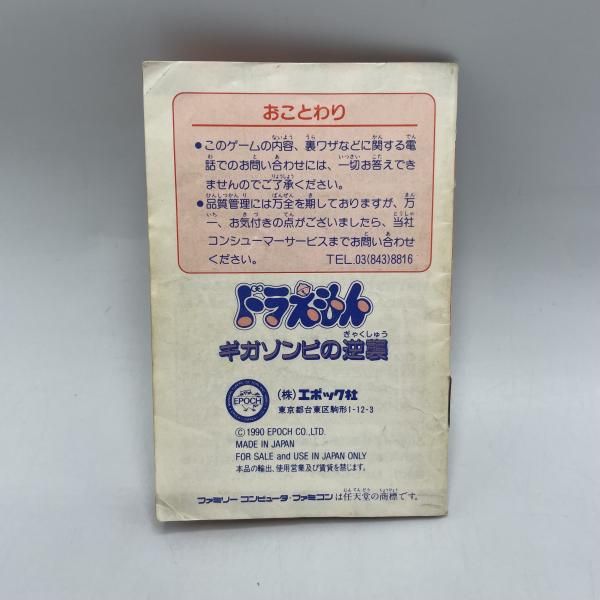 おことわり
●このゲームの内容、裏ワザなどに関する電
話でのお問い合わせには、一切お答えでき
ませんのでご了承ください。
●品質管理には万全を期しておりますが、万
一、お気付きの点がございましたら、当社
コンシューマーサービスまでお問い合わせ
ください。 TEL.03(843)8816
ドラえもん
ギガゾンビの逆襲
EPOCH
(株)エポック社
東京都台東区駒形1-12-3
©1990 EPOCH CO.,LTD.
MADE IN JAPAN
FOR SALE and USE IN JAPAN ONLY
本品の輸出、使用営業及び賃貸を禁じます。
ファミリーコンピュータ・ファミコンは任天堂の商標です。